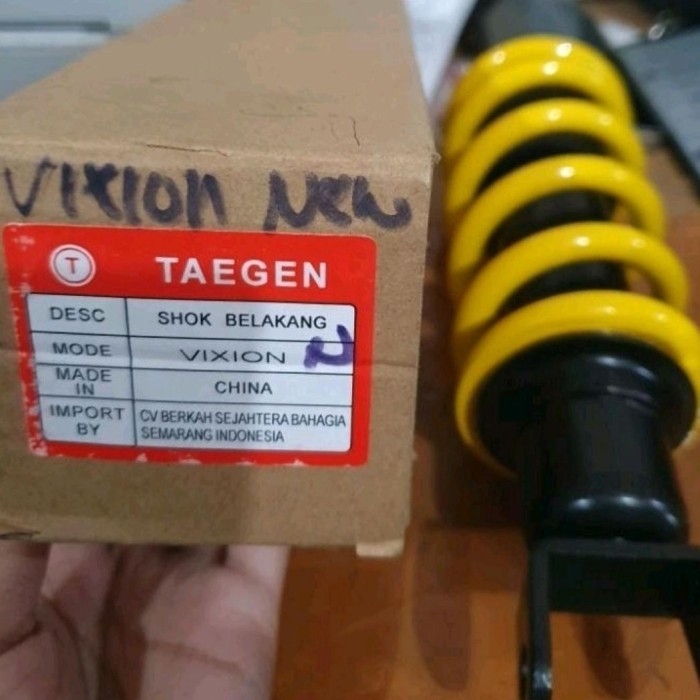 VIXION NEW
T TAEGEN
DESC SHOK BELAKANG
MODE VIXION N
MADE IN CHINA
IMPORT BY CV BERKAH SEJAHTERA BAHAGIA
SEMARANG INDONESIA